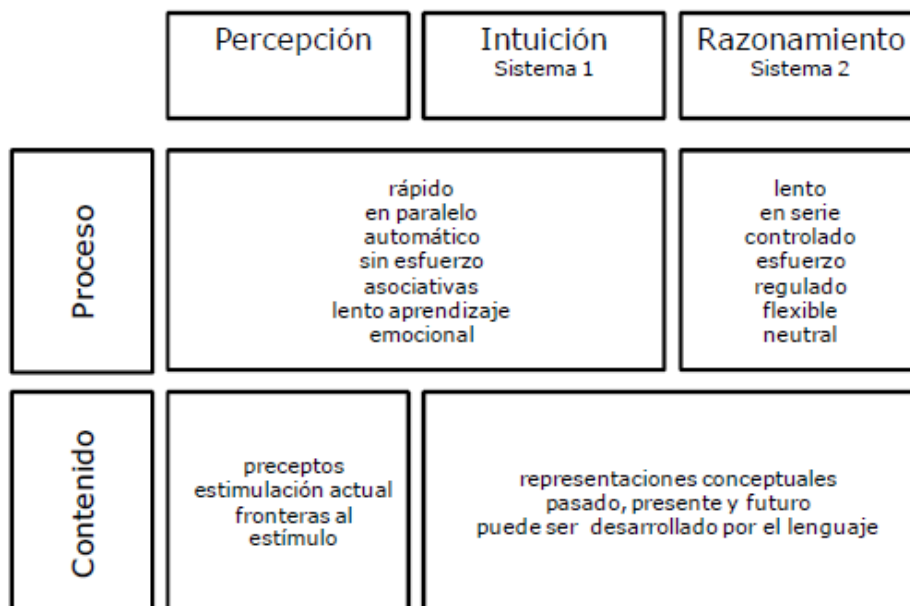 Percepción
Intuición
Sistema 1
Razonamiento
Sistema 2
Proceso
rápido
en paralelo
automático
sin esfuerzo
asociativas
lento aprendizaje
emocional
lento
en serie
controlado
esfuerzo
regulado
flexible
neutral
Contenido
preceptos
estimulación actual
fronteras al
estímulo
representaciones conceptuales
pasado, presente y futuro
puede ser desarrollado por el lenguaje